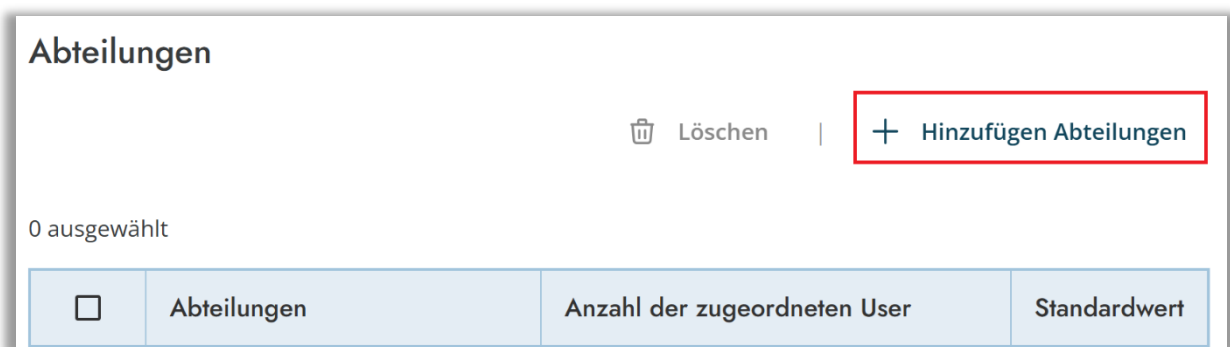 Abteilungen
Löschen | + Hinzufügen Abteilungen
0 ausgewählt
Abteilungen Anzahl der zugeordneten User Standardwert